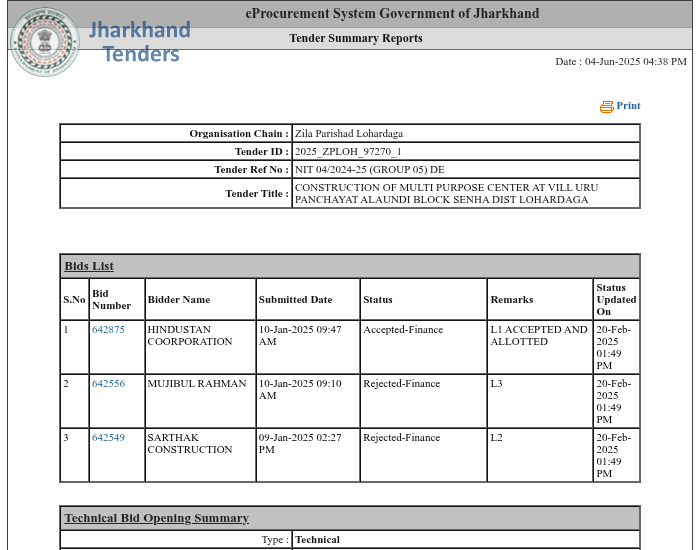 eProcurement System Government of Jharkhand
Jharkhand
Tenders
Tender Summary Reports
Date : 04-Jun-2025 04:38 PM
Print
Organisation Chain : Zila Parishad Lohardaga
Tender ID : 2025_ZPLOH_97270_1
Tender Ref No : NIT 04/2024-25 (GROUP 05) DE
Tender Title : CONSTRUCTION OF MULTI PURPOSE CENTER AT VILL URU
PANCHAYAT ALAUNDI BLOCK SENHA DIST LOHARDAGA
Bids List
S.No Bid Number Bidder Name Submitted Date Status Remarks Status Updated On
1 642875 HINDUSTAN COORPORATION 10-Jan-2025 09:47 AM Accepted-Finance L1 ACCEPTED AND ALLOTTED 20-Feb-2025 01:49 PM
2 642556 MUJIBUL RAHMAN 10-Jan-2025 09:10 AM Rejected-Finance L3 20-Feb-2025 01:49 PM
3 642549 SARTHAK CONSTRUCTION 09-Jan-2025 02:27 PM Rejected-Finance L2 20-Feb-2025 01:49 PM
Technical Bid Opening Summary
Type : Technical